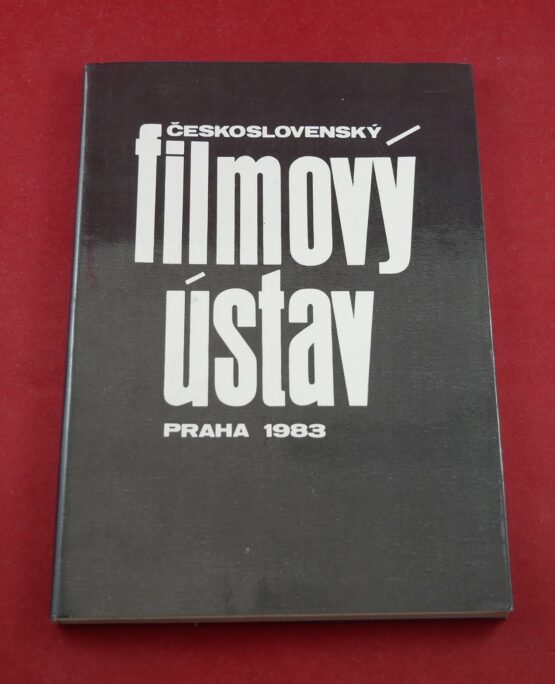 ČESKOSLOVENSKÝ
filmový
ústav
PRAHA 1983